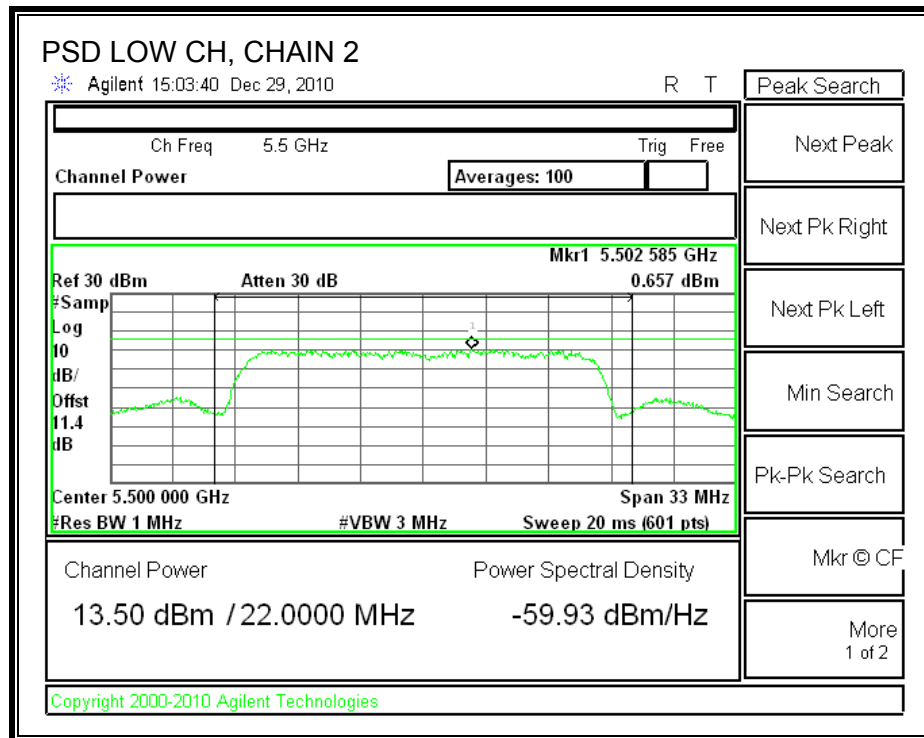 PSD LOW CH, CHAIN 2
Agilent 15:03:40 Dec 29, 2010 R T
Ch Freq 5.5 GHz Trig Free
Channel Power Averages: 100
Mkr1 5.502 585 GHz
Ref 30 dBm Atten 30 dB 0.657 dBm
#Samp
Log
10
dB/
Offst
11.4
dB
1
Center 5.500 000 GHz Span 33 MHz
#Res BW 1 MHz #VBW 3 MHz Sweep 20 ms (601 pts)
Channel Power Power Spectral Density
13.50 dBm / 22.0000 MHz -59.93 dBm/Hz
Copyright 2000-2010 Agilent Technologies
Peak Search
Next Peak
Next Pk Right
Next Pk Left
Min Search
Pk-Pk Search
Mkr © CF
More
1 of 2